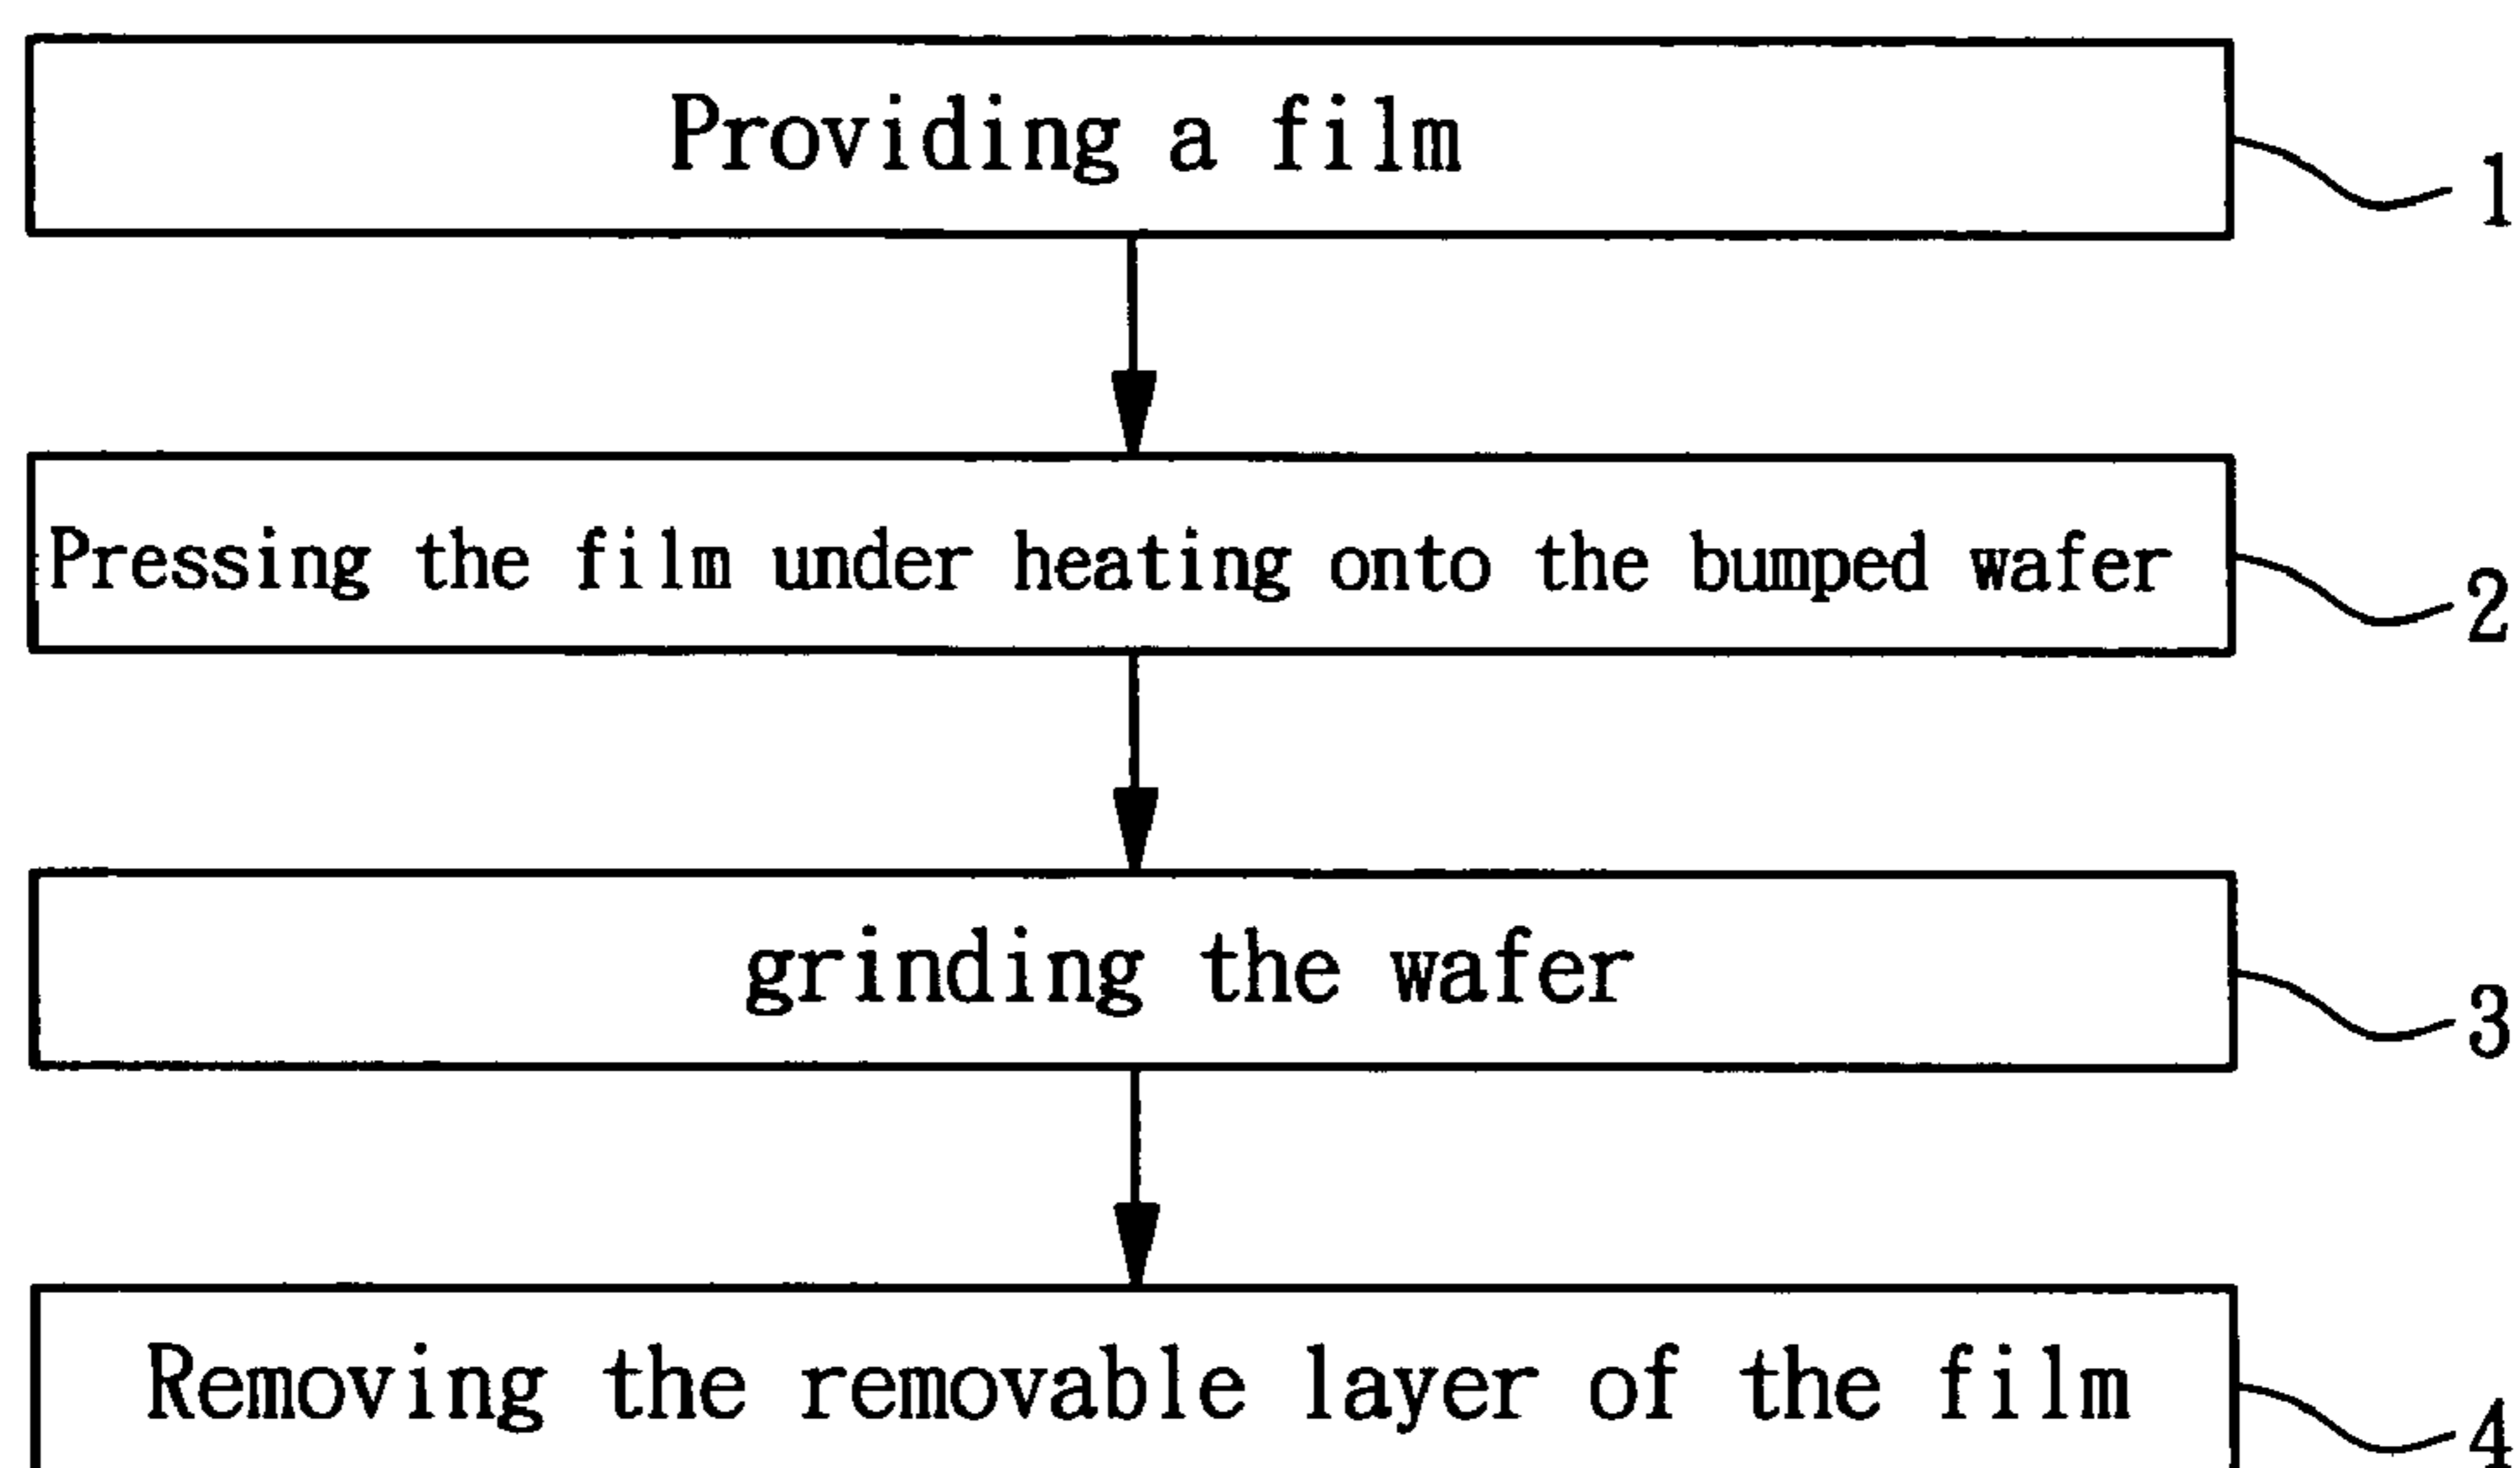 Providing a film
1
Pressing the film under heating onto the bumped wafer
2
grinding the wafer
3
Removing the removable layer of the film
4